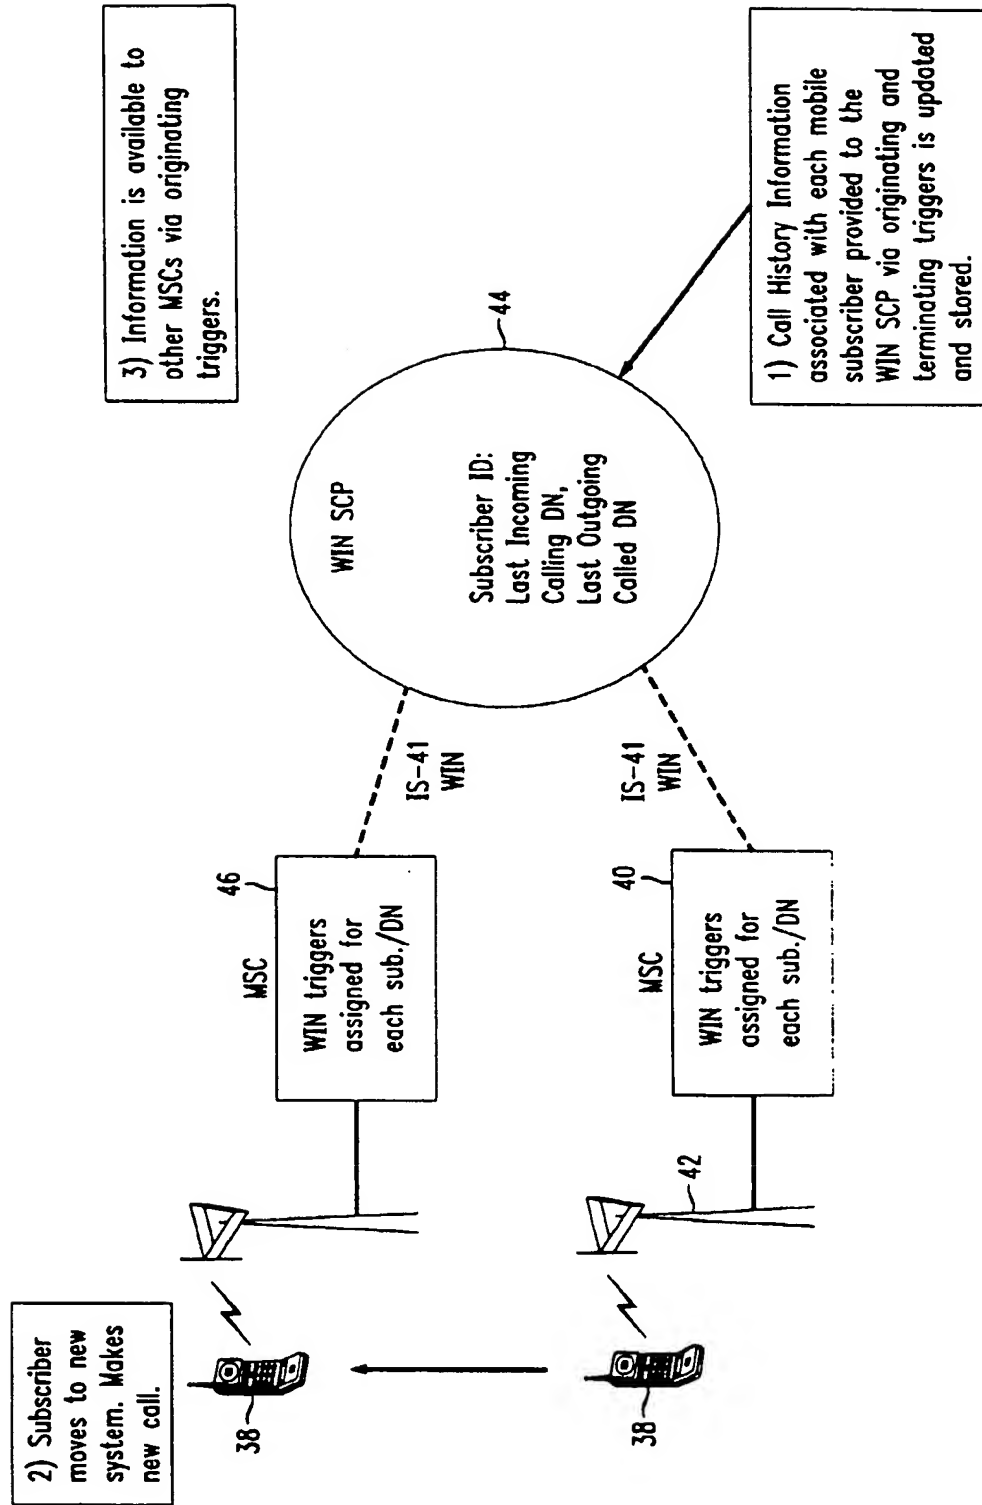 2) Subscriber
moves to new
system. Makes
new call.
38
38
42
MSC
46
WIN triggers
assigned for
each sub./DN
MSC
40
WIN triggers
assigned for
each sub./DN
IS-41
WIN
IS-41
WIN
WIN SCP
44
Subscriber ID:
Last Incoming
Calling DN,
Last Outgoing
Called DN
3) Information is available to
other MSCs via originating
triggers.
1) Call History Information
associated with each mobile
subscriber provided to the
WIN SCP via originating and
terminating triggers is updated
and stored.